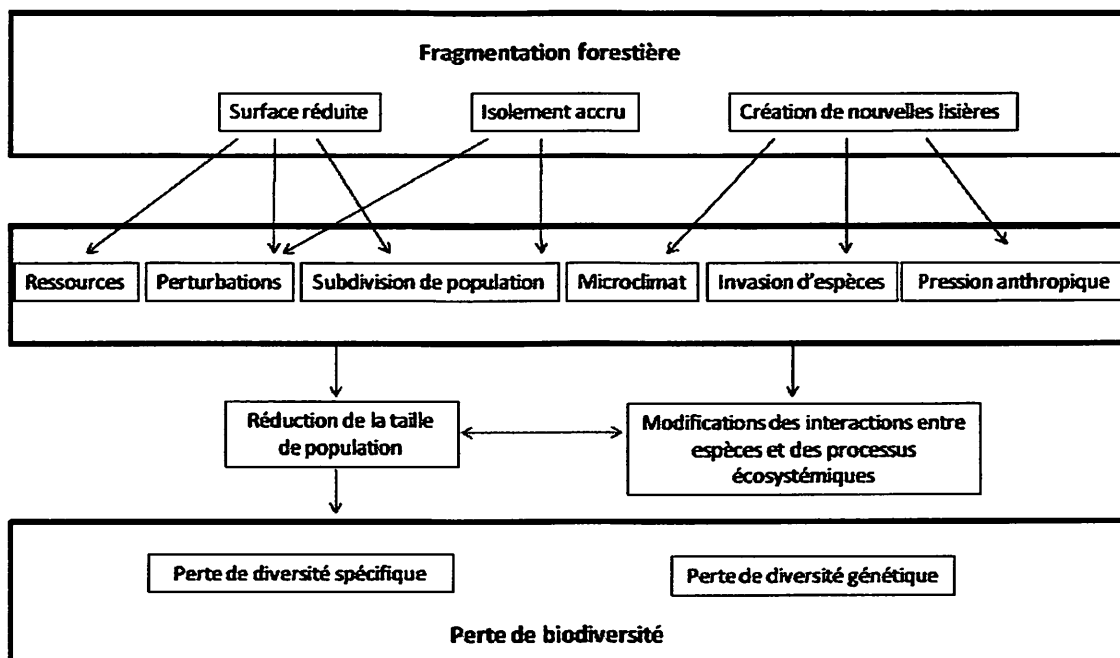 Fragmentation forestière
Surface réduite
Isolement accru
Création de nouvelles lisières
Ressources
Perturbations
Subdivision de population
Microclimat
Invasion d'espèces
Pression anthropique
Réduction de la taille
de population
Modifications des interactions entre
espèces et des processus
écosystémiques
Perte de diversité spécifique
Perte de diversité génétique
Perte de biodiversité